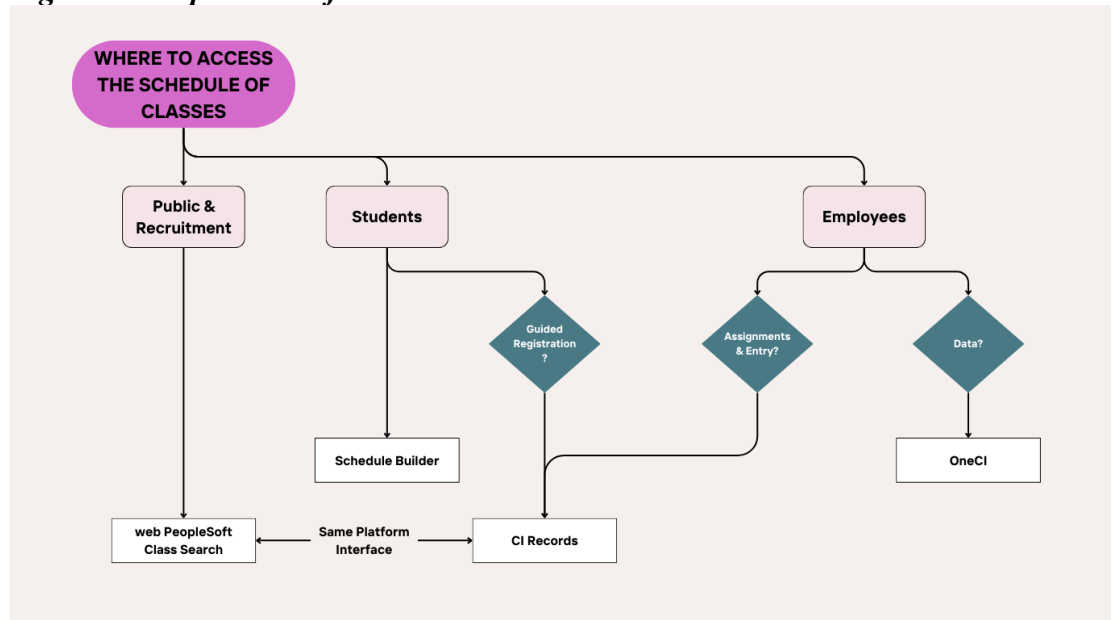 WHERE TO ACCESS
THE SCHEDULE OF
CLASSES
Public &
Recruitment
Students
Employees
Guided
Registration
?
Assignments
& Entry?
Data?
Schedule Builder
OneCI
web PeopleSoft
Class Search
Same Platform
Interface
CI Records